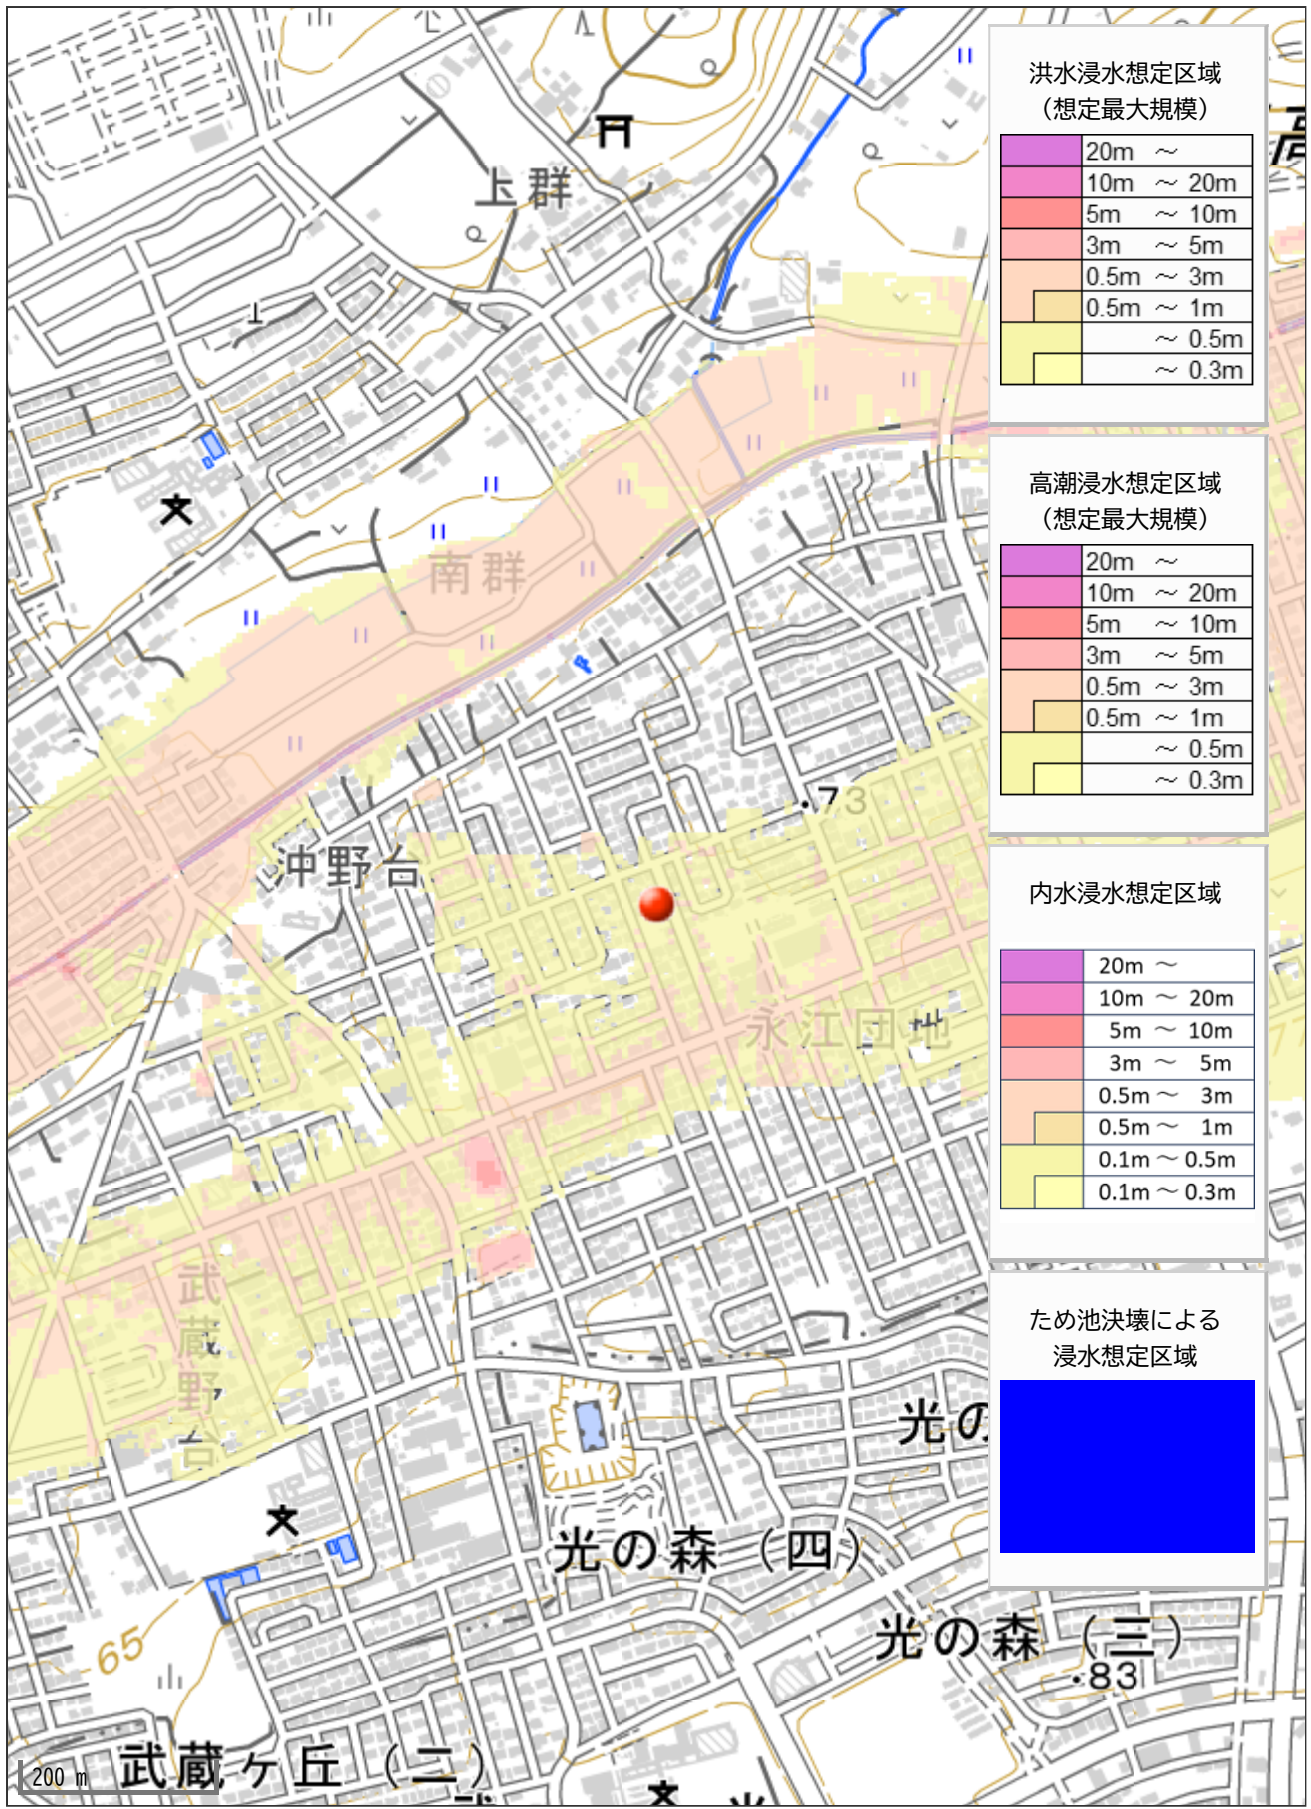 上群
南群
・73
沖野台
永江団地
武蔵野台
光の
光の森（四）
光の森（三）
・83
65
武蔵ヶ丘（二）
200 m
高
洪水浸水想定区域
（想定最大規模）
20m ～
10m ～ 20m
5m ～ 10m
3m ～ 5m
0.5m ～ 3m
0.5m ～ 1m
～ 0.5m
～ 0.3m
高潮浸水想定区域
（想定最大規模）
20m ～
10m ～ 20m
5m ～ 10m
3m ～ 5m
0.5m ～ 3m
0.5m ～ 1m
～ 0.5m
～ 0.3m
内水浸水想定区域
20m ～
10m ～ 20m
5m ～ 10m
3m ～ 5m
0.5m ～ 3m
0.5m ～ 1m
0.1m ～ 0.5m
0.1m ～ 0.3m
ため池決壊による
浸水想定区域